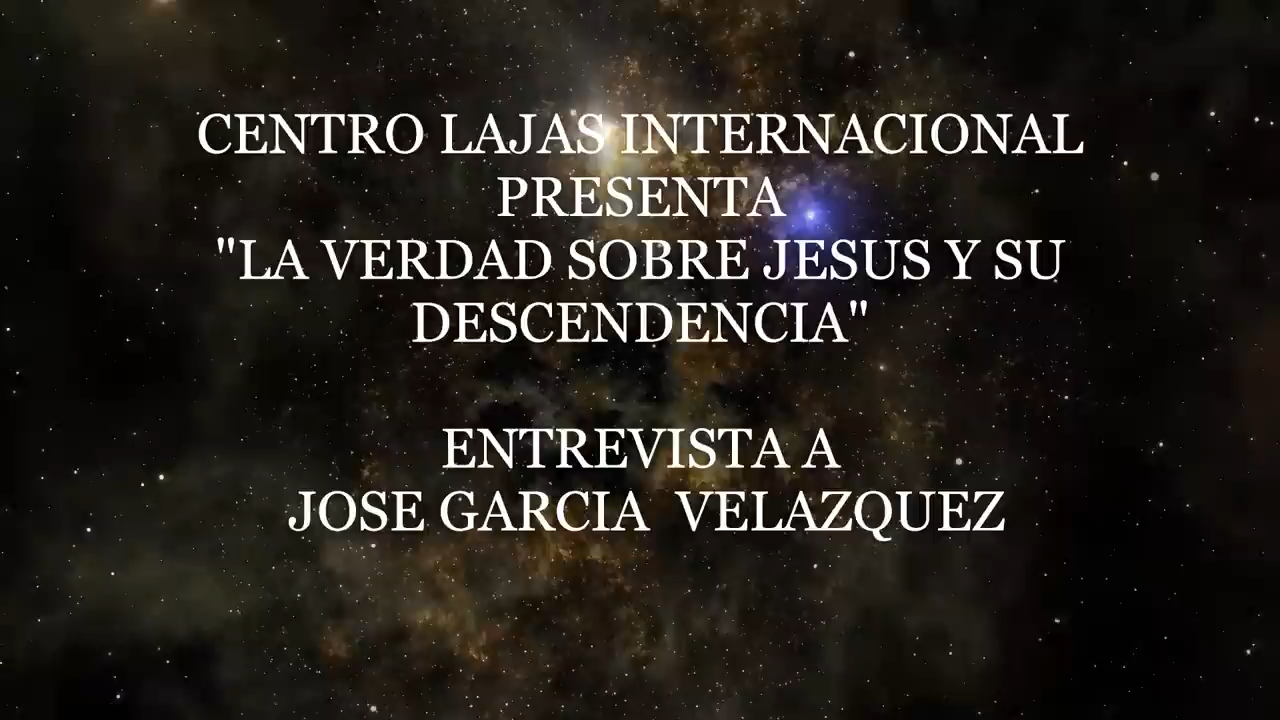 CENTRO LAJAS INTERNACIONAL
PRESENTA
"LA VERDAD SOBRE JESUS Y SU
DESCENDENCIA"
ENTREVISTA A
JOSE GARCIA  VELAZQUEZ